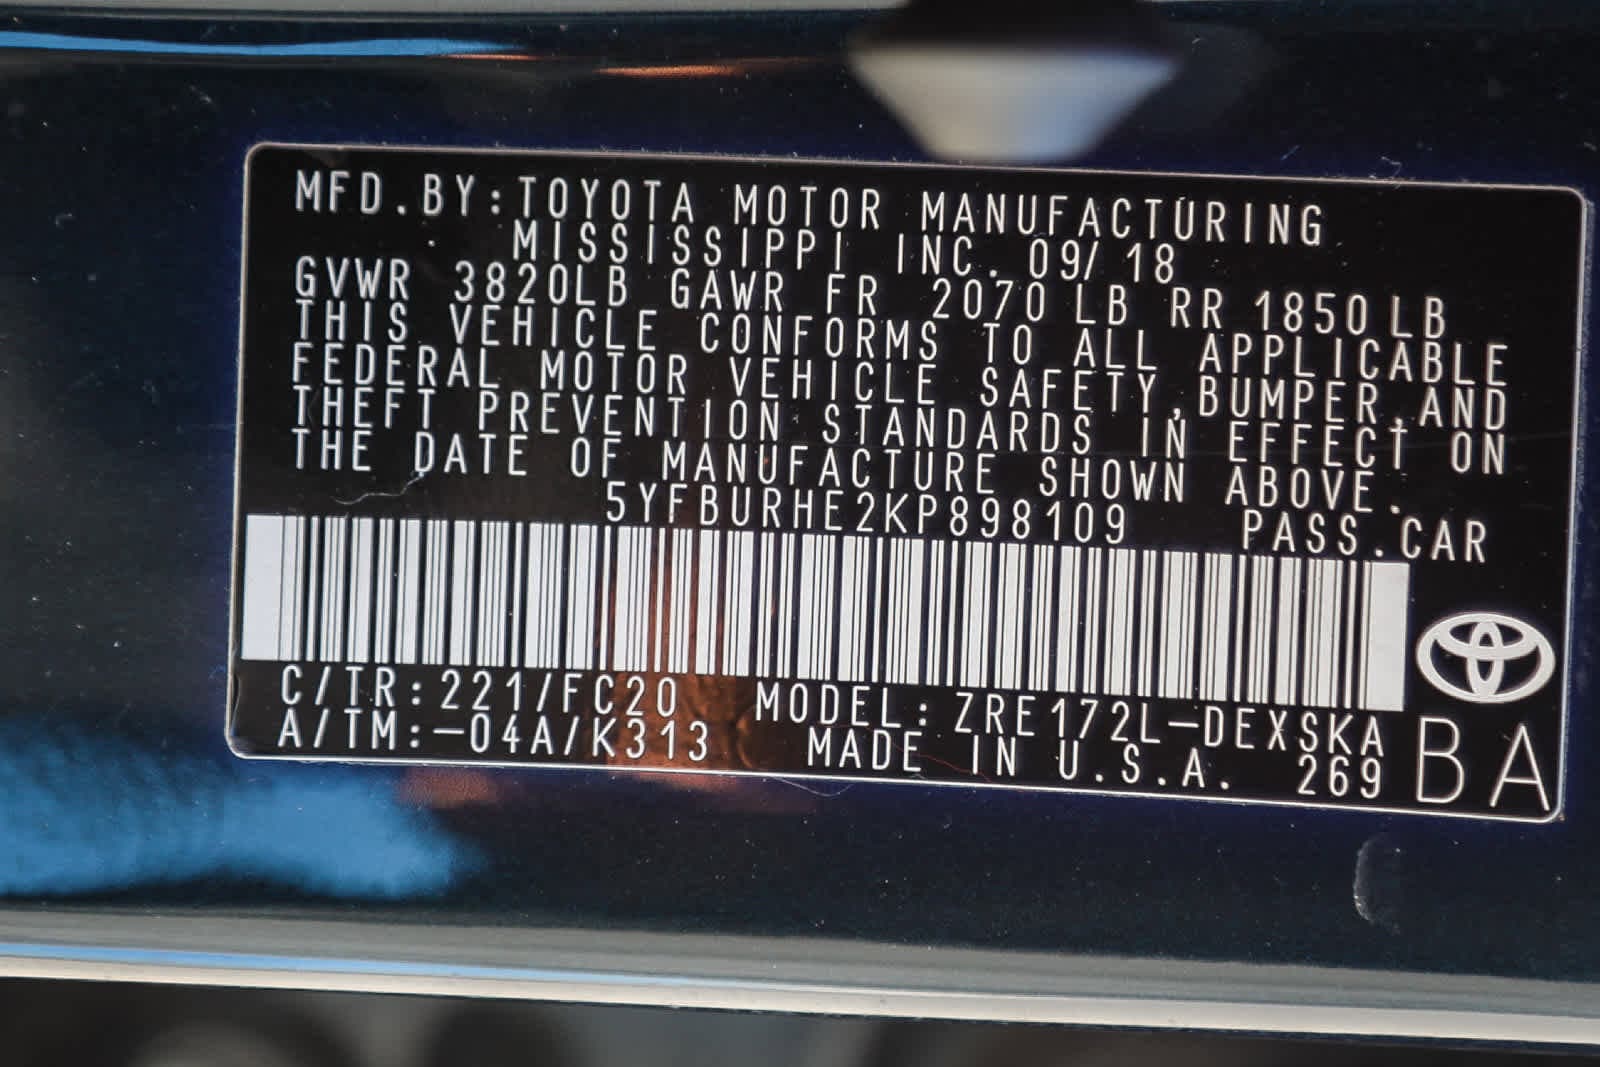 MFD.BY:TOYOTA MOTOR MANUFACTURING
MISSISSIPPI INC. 09/18
GVWR 3820LB GAWR FR 2070LB RR 1850LB
THIS VEHICLE CONFORMS TO ALL APPLICABLE
FEDERAL MOTOR VEHICLE SAFETY,BUMPER,AND
THEFT PREVENTION STANDARDS IN EFFECT ON
THE DATE OF MANUFACTURE SHOWN ABOVE.
5YFBURHE2KP898109 PASS.CAR
C/TR:221/FC20 MODEL:ZRE172L-DEXSKA
A/TM:-04A/K313 MADE IN U.S.A. 269
BA